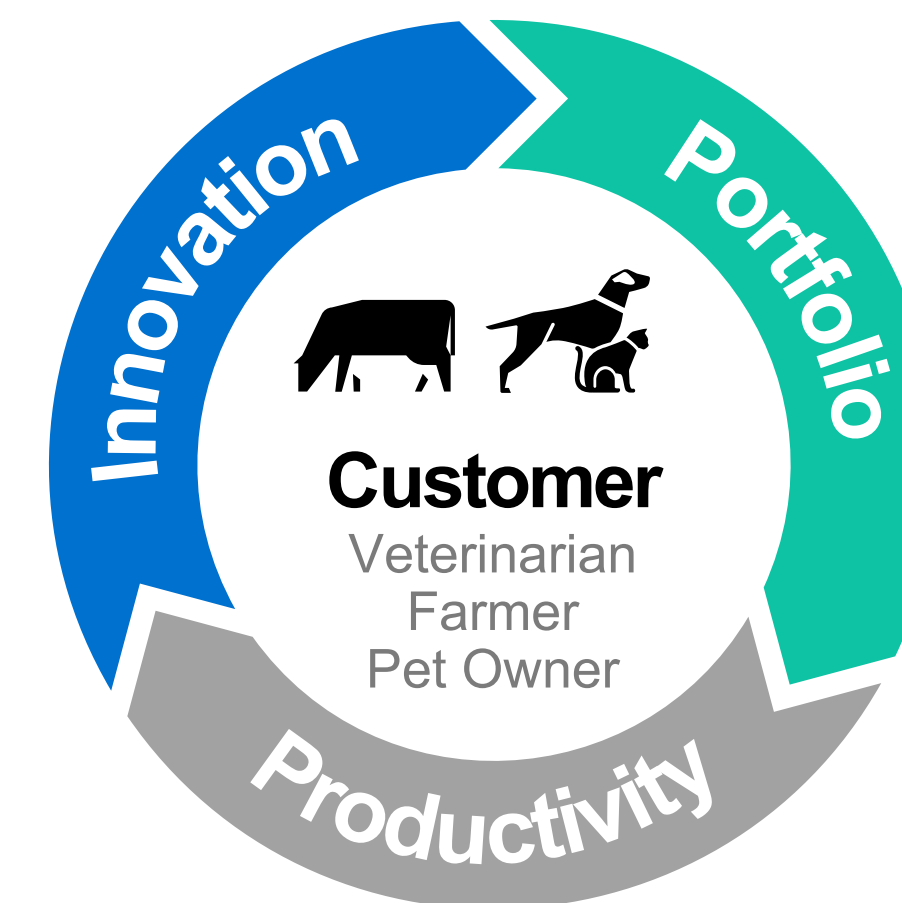 Innovation
Portfolio
Customer
Veterinarian
Farmer
Pet Owner
Productivity